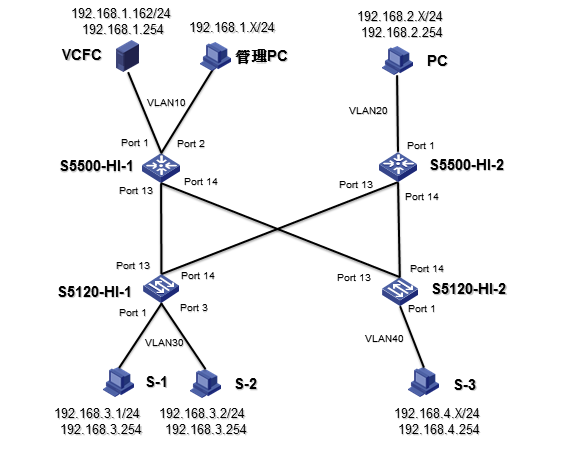 192.168.1.162/24
192.168.1.254
VCFC
192.168.1.X/24
管理PC
192.168.2.X/24
192.168.2.254
PC
VLAN10
VLAN20
Port 1
Port 2
Port 1
S5500-HI-1
S5500-HI-2
Port 13
Port 14
Port 13
Port 14
Port 13
Port 14
Port 13
Port 14
S5120-HI-1
S5120-HI-2
Port 1
Port 3
Port 1
VLAN30
VLAN40
S-1
S-2
S-3
192.168.3.1/24
192.168.3.254
192.168.3.2/24
192.168.3.254
192.168.4.X/24
192.168.4.254